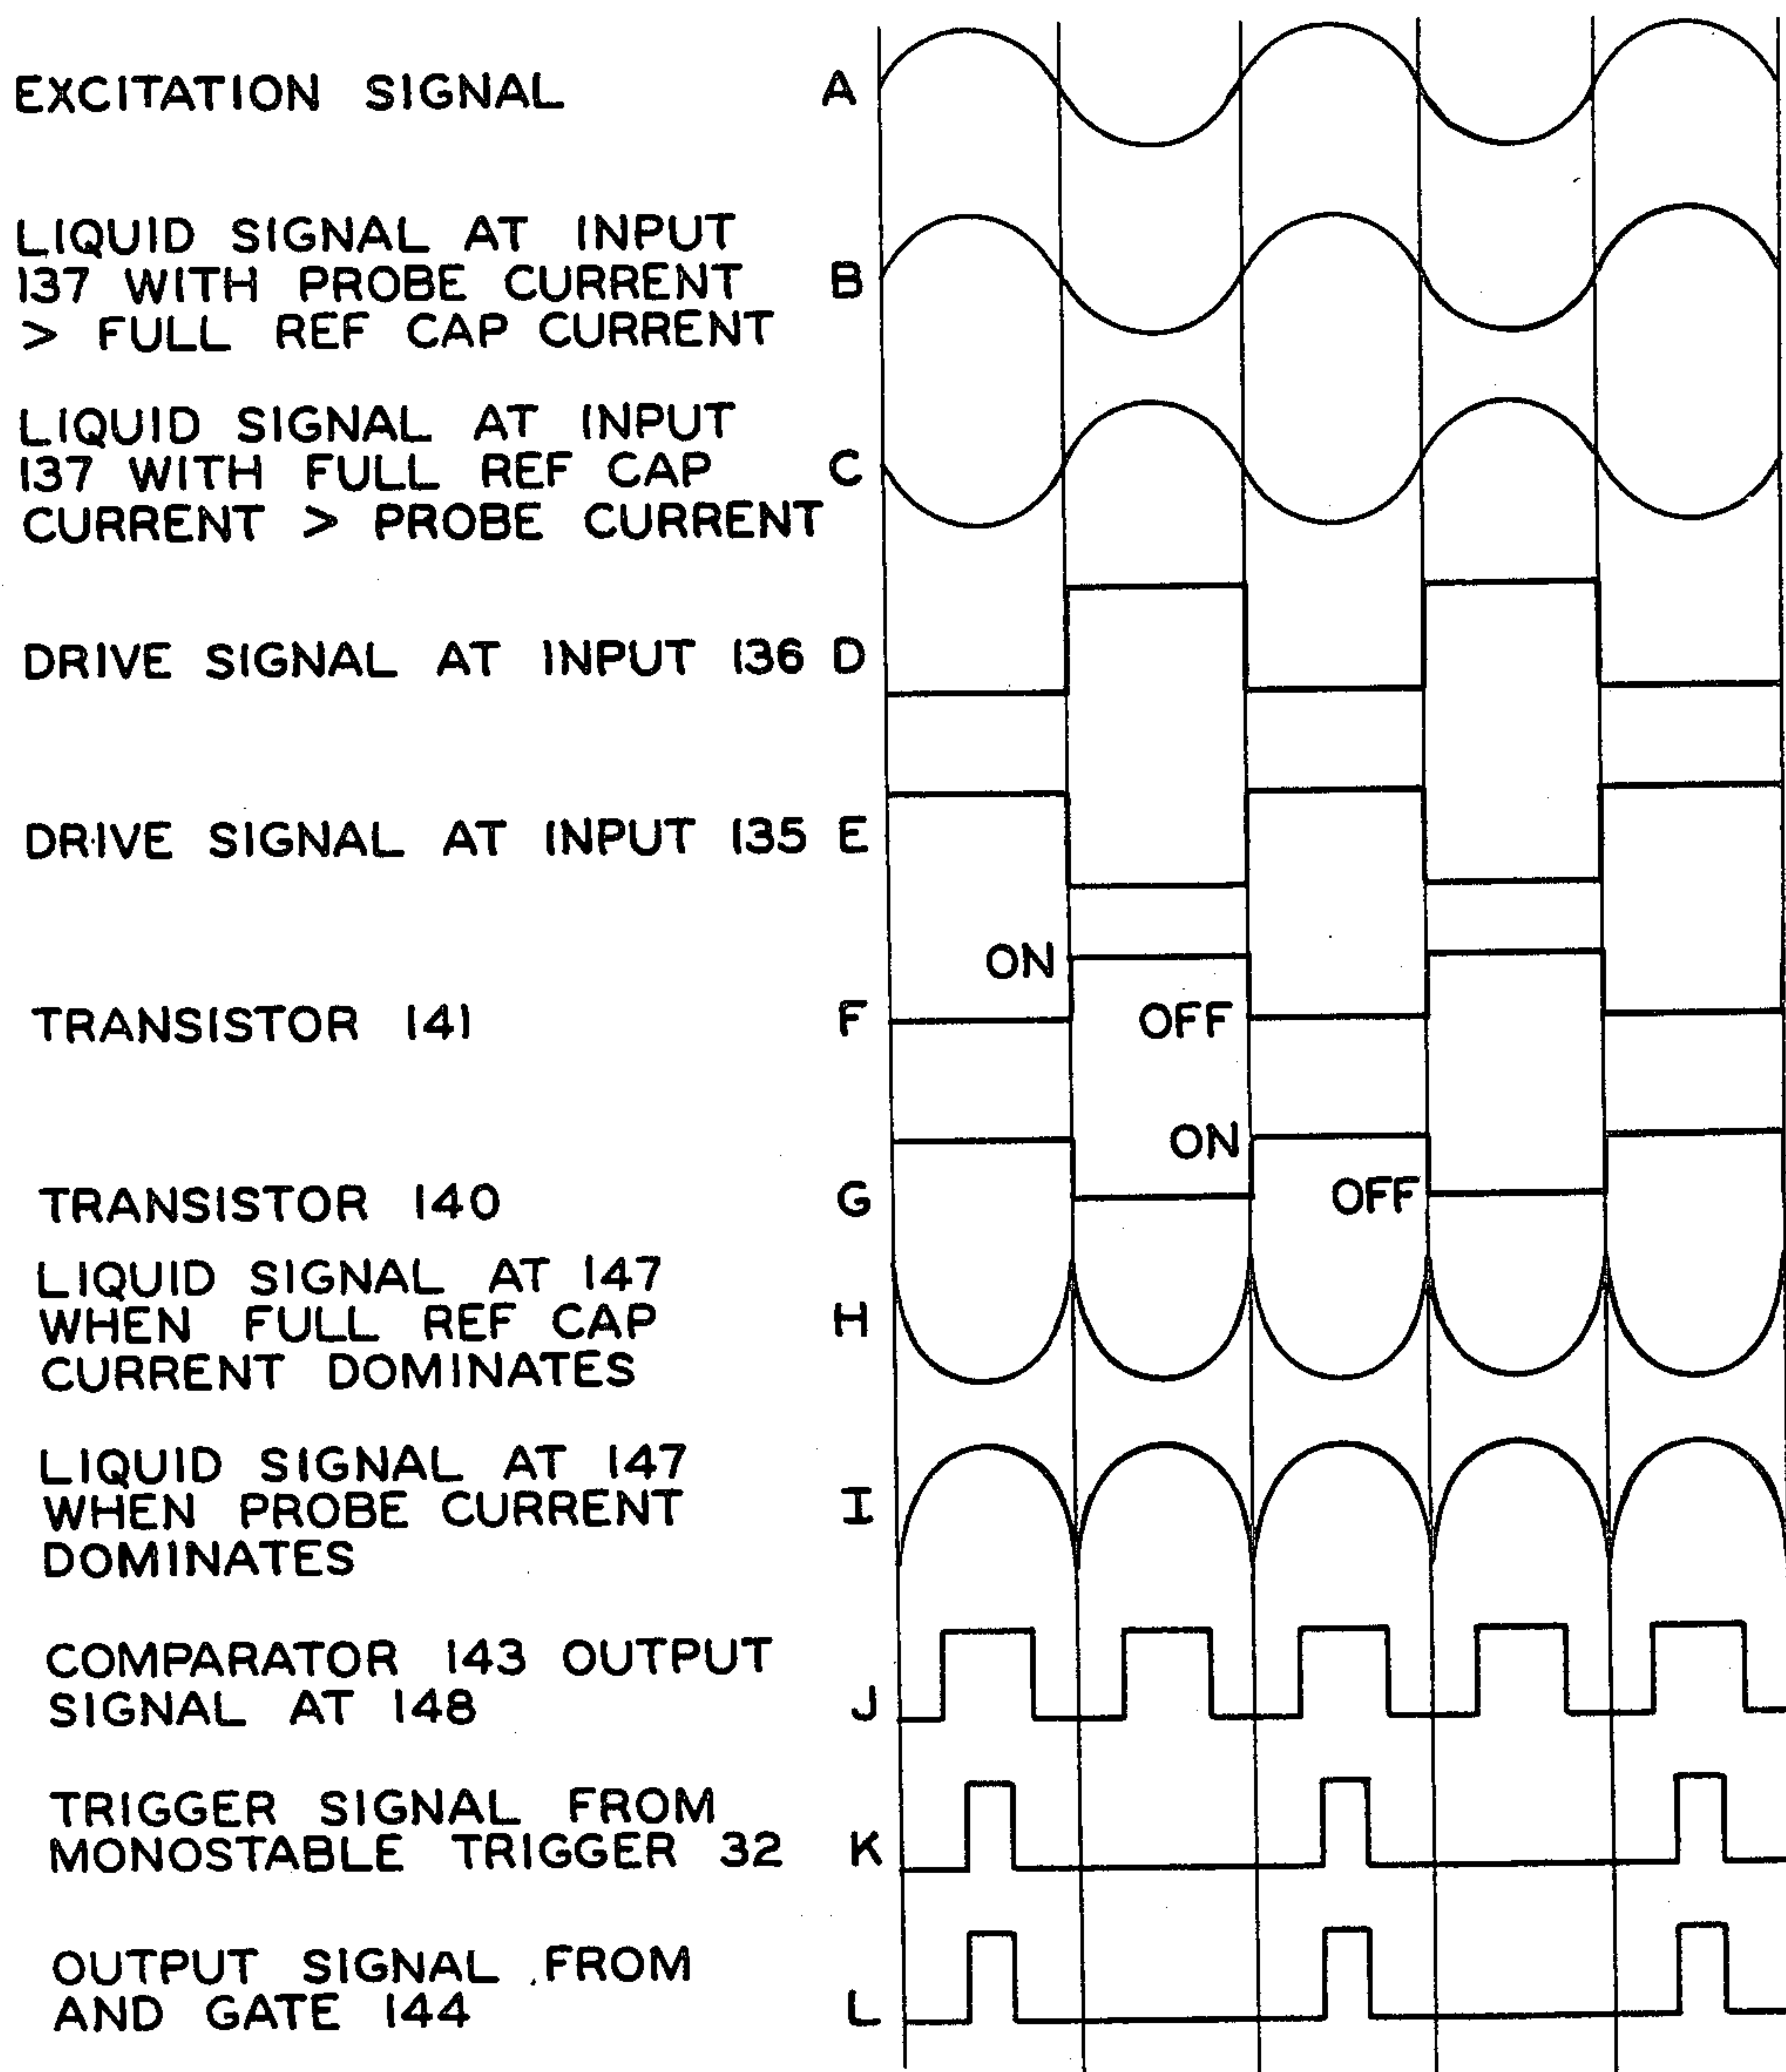 EXCITATION SIGNAL A
LIQUID SIGNAL AT INPUT
137 WITH PROBE CURRENT B
> FULL REF CAP CURRENT
LIQUID SIGNAL AT INPUT
137 WITH FULL REF CAP C
CURRENT > PROBE CURRENT
DRIVE SIGNAL AT INPUT 136 D
DRIVE SIGNAL AT INPUT 135 E
ON
TRANSISTOR 141 F OFF
ON
TRANSISTOR 140 G OFF
LIQUID SIGNAL AT 147
WHEN FULL REF CAP H
CURRENT DOMINATES
LIQUID SIGNAL AT 147
WHEN PROBE CURRENT I
DOMINATES
COMPARATOR 143 OUTPUT
SIGNAL AT 148 J
TRIGGER SIGNAL FROM
MONOSTABLE TRIGGER 32 K
OUTPUT SIGNAL FROM
AND GATE 144 L